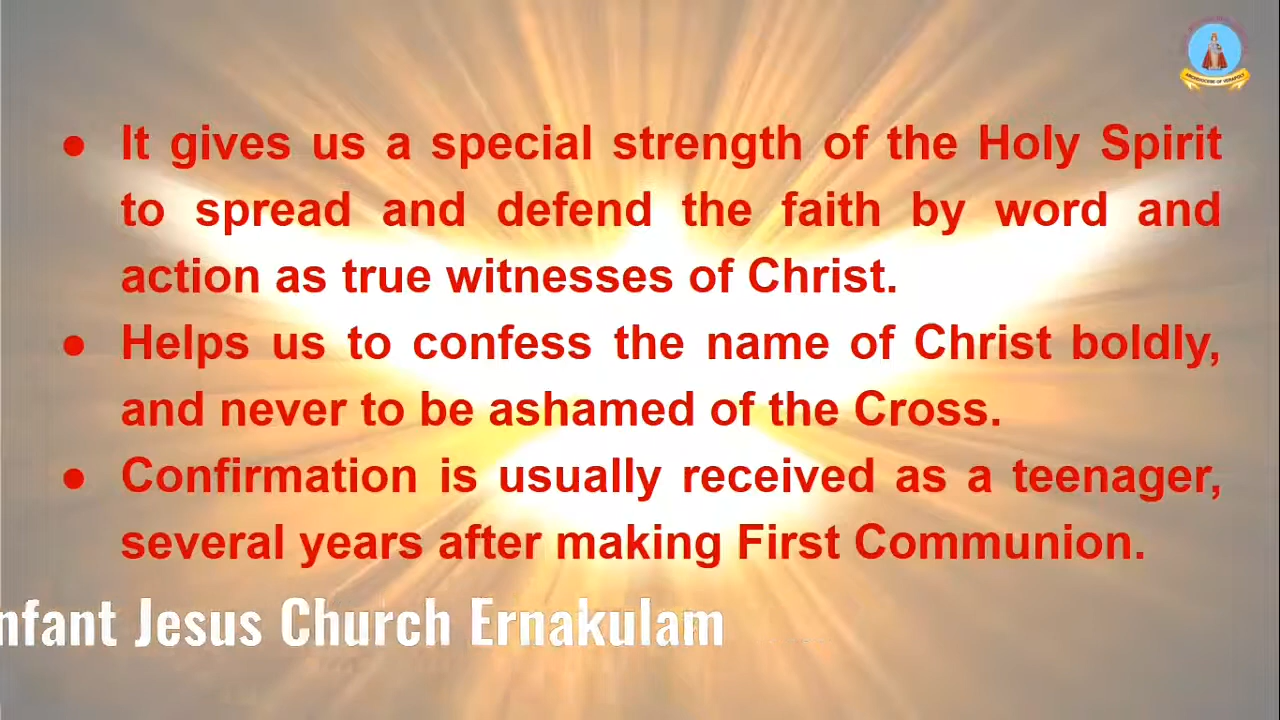 ● It gives us a special strength of the Holy Spirit
to spread and defend the faith by word and
action as true witnesses of Christ.
● Helps us to confess the name of Christ boldly,
and never to be ashamed of the Cross.
● Confirmation is usually received as a teenager,
several years after making First Communion.
nfant Jesus Church Ernakulam
ARCHDIOCESE OF VERAPOLY